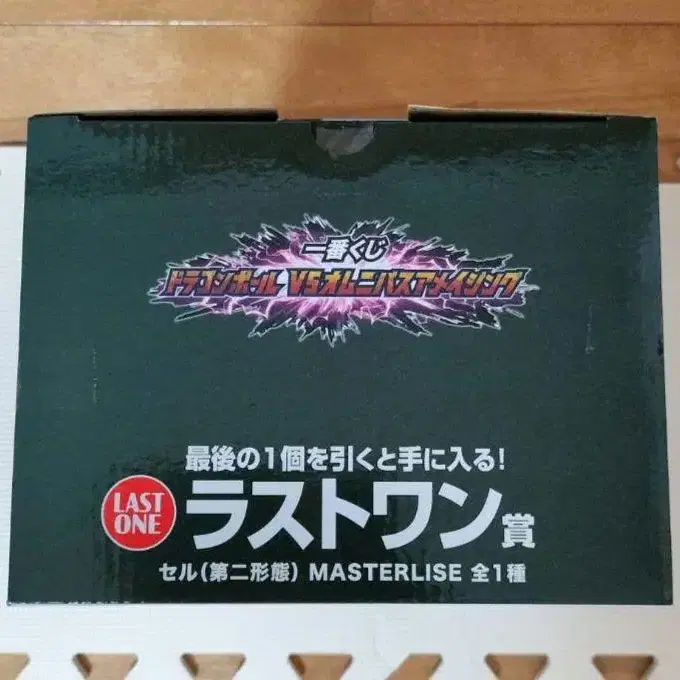 一番くじ
ドラゴンボール VSオムニバスアメイジング
最後の1個を引くと手に入る!
LAST
ONE
ラストワン賞
セル(第二形態) MASTERLISE 全1種